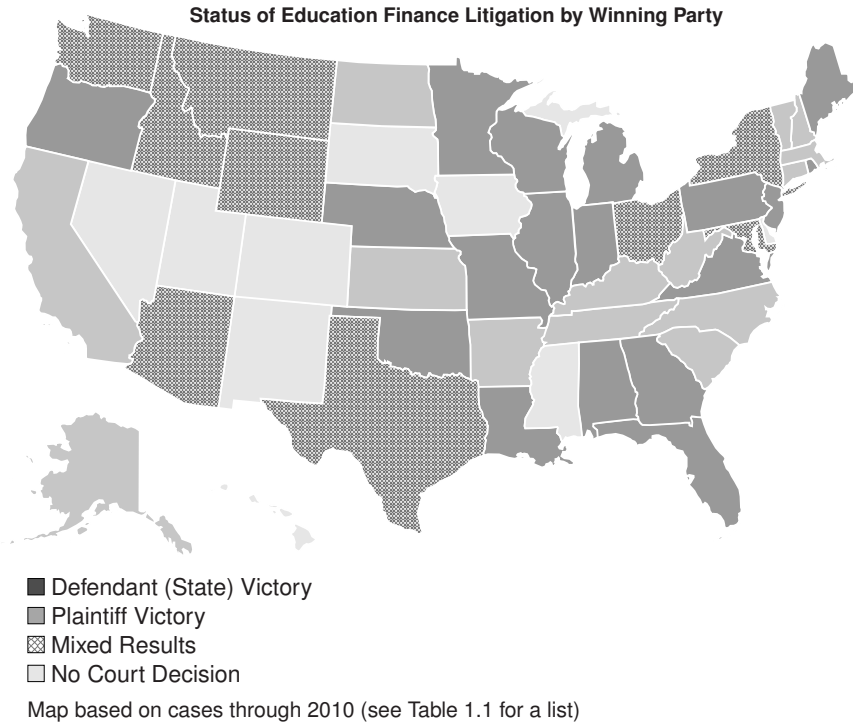 Status of Education Finance Litigation by Winning Party
Defendant (State) Victory
Plaintiff Victory
Mixed Results
No Court Decision
Map based on cases through 2010 (see Table 1.1 for a list)